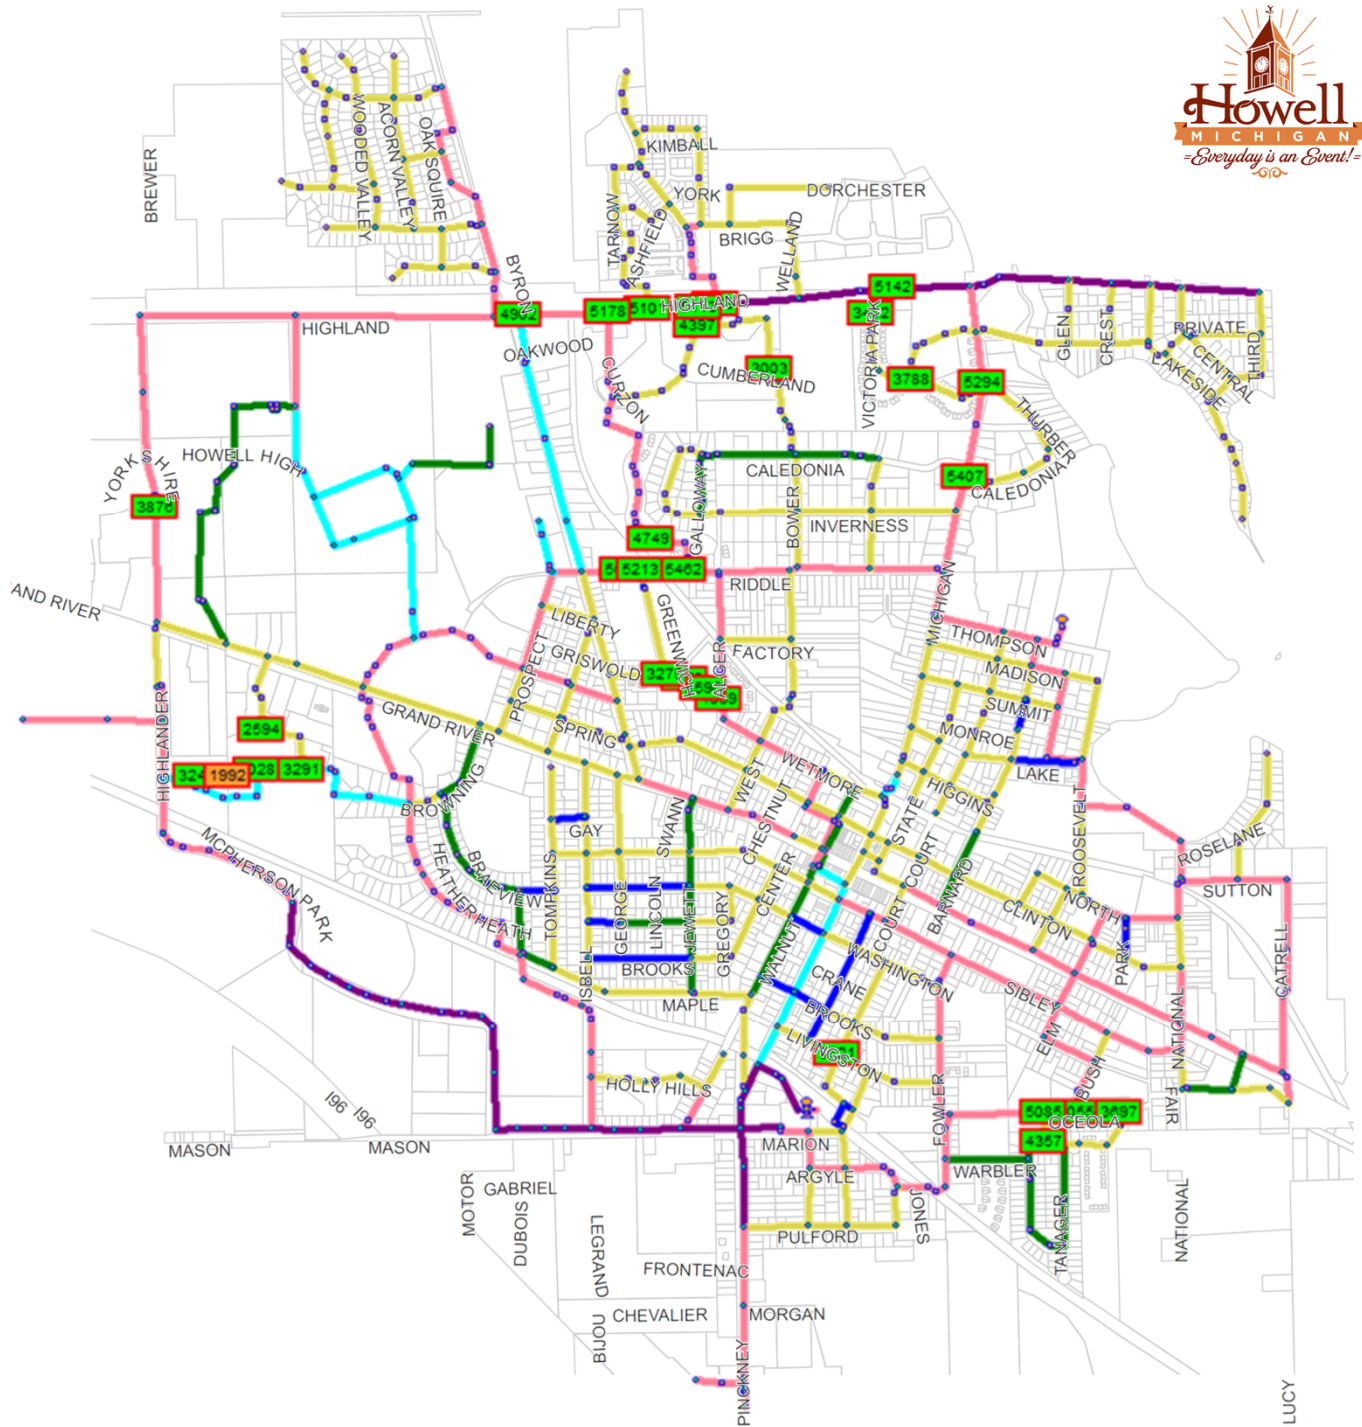 Howell
MICHIGAN
Everyday is an Event!
BREWER
WOODED VALLEY
ACORN VALLEY
OAK SQUIRE
KIMBALL
YORK
DORCHESTER
TARNOW
ASHFIELD
BRIGG
WELLAND
BYRON
5142
5178
HIGHLAND
4397
HIGHLAND
OAKWOOD
VICTORIA PARK
GLEN
CREST
PRIVATE
CENTRAL
LAKESIDE
THIRD
3003
CUMBERLAND
CURZON
3788
5294
THURBER
YORKSHIRE
HOWELL HIGH
CALEDONIA
5407
CALEDONIA
GALLOWAY
BOWER
INVERNESS
4749
5213
5462
RIDDLE
MICHIGAN
AND RIVER
LIBERTY
GRISWOLD
PROSPECT
ALGER
FACTORY
THOMPSON
MADISON
SUMMIT
MONROE
LAKE
HIGHLANDER
2594
GRAND RIVER
SPRING
1992
3291
BROWNING
WETMORE
WEST
CHESTNUT
HIGGINS
STATE
COURT
ROOSEVELT
MCPHERSON PARK
HEATHERHEATH
BRAEVIEW
TOMPKINS
GAY
SWANN
GEORGE
LINCOLN
JEWETT
GREGORY
CENTER
WALNUT
COURT
BARNARD
CLINTON
NORTH
PARK
ROSELANE
SUTTON
CATRELL
ISBELL
BROOKS
MAPLE
CRANE
WASHINGTON
BROOKS
LIVINGSTON
SIBLEY
ELM
BUSH
NATIONAL
FAIR
HOLLY HILLS
I96 I96
FOWLER
5085
OCEOLA
4357
MASON
MASON
MARION
ARGYLE
WARBLER
TANAGER
JONES
PULFORD
NATIONAL
MOTOR
GABRIEL
DUBOIS
LEGRAND
FRONTENAC
CHEVALIER
MORGAN
BIJOU
PINCKNEY
LUCY